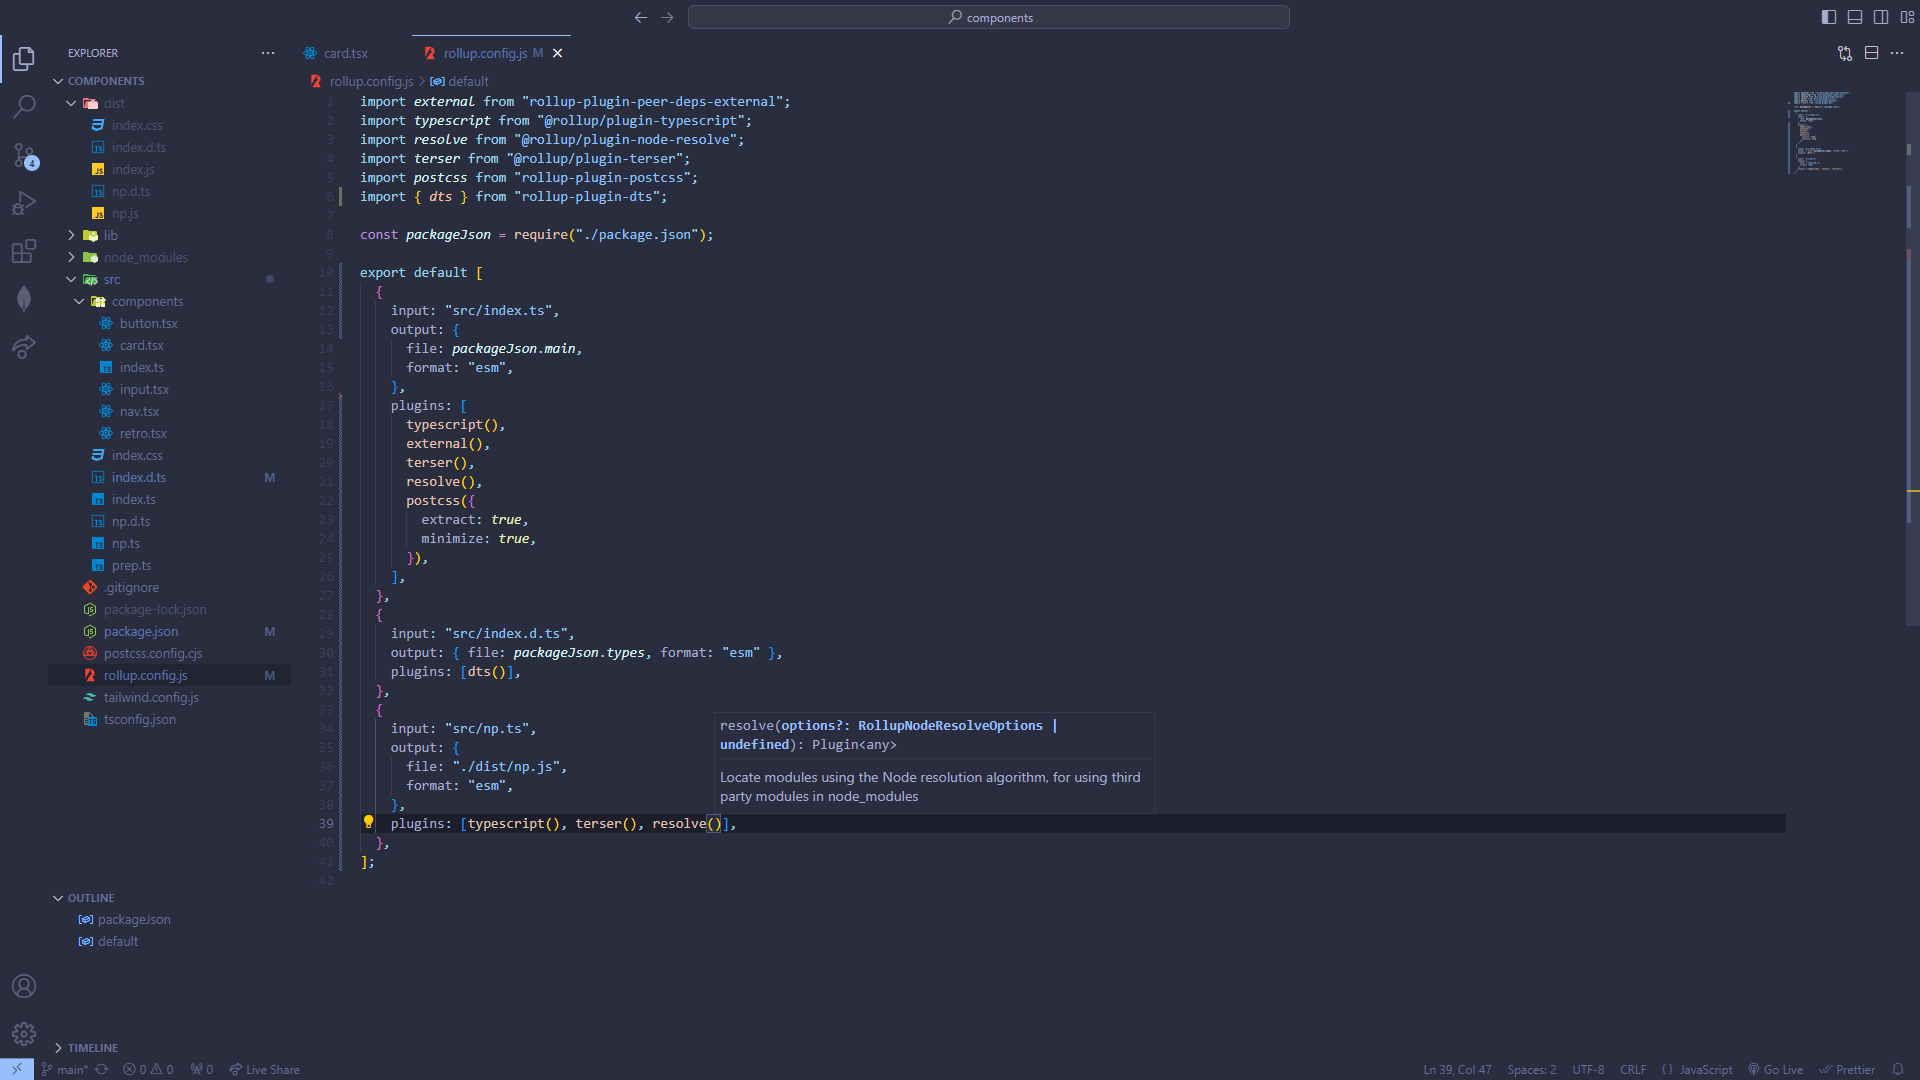 components
EXPLORER
COMPONENTS
dist
index.css
index.d.ts
index.js
np.d.ts
np.js
lib
node_modules
src
components
button.tsx
card.tsx
index.ts
input.tsx
nav.tsx
retro.tsx
index.css
index.d.ts M
index.ts
np.d.ts
np.ts
prep.ts
.gitignore
package-lock.json
package.json M
postcss.config.cjs
rollup.config.js M
tailwind.config.js
tsconfig.json
OUTLINE
packageJson
default
TIMELINE
4
card.tsx
rollup.config.js M
rollup.config.js > default
1 import external from "rollup-plugin-peer-deps-external";
2 import typescript from "@rollup/plugin-typescript";
3 import resolve from "@rollup/plugin-node-resolve";
4 import terser from "@rollup/plugin-terser";
5 import postcss from "rollup-plugin-postcss";
6 import { dts } from "rollup-plugin-dts";
7
8 const packageJson = require("./package.json");
9
10 export default [
11 {
12 input: "src/index.ts",
13 output: {
14 file: packageJson.main,
15 format: "esm",
16 },
17 plugins: [
18 typescript(),
19 external(),
20 terser(),
21 resolve(),
22 postcss({
23 extract: true,
24 minimize: true,
25 }),
26 ],
27 },
28 {
29 input: "src/index.d.ts",
30 output: { file: packageJson.types, format: "esm" },
31 plugins: [dts()],
32 },
33 {
34 input: "src/np.ts",
35 output: {
36 file: "./dist/np.js",
37 format: "esm",
38 },
39 plugins: [typescript(), terser(), resolve()],
40 },
41 ];
42
resolve(options?: RollupNodeResolveOptions |
undefined): Plugin<any>
Locate modules using the Node resolution algorithm, for using third
party modules in node_modules
main* 0 0 0 Live Share
Ln 39, Col 47 Spaces: 2 UTF-8 CRLF { } JavaScript Go Live Prettier